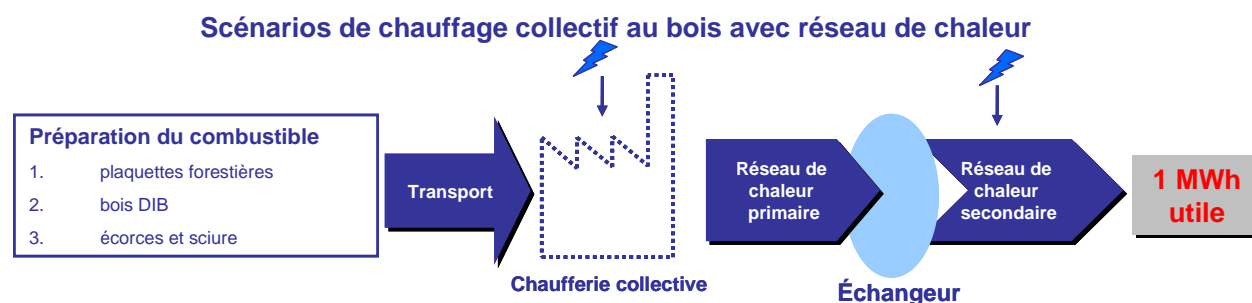 Scénarios de chauffage collectif au bois avec réseau de chaleur
Préparation du combustible
1. plaquettes forestières
2. bois DIB
3. écorces et sciure
Transport
Chaufferie collective
Réseau de
chaleur
primaire
Échangeur
Réseau de
chaleur
secondaire
1 MWh
utile